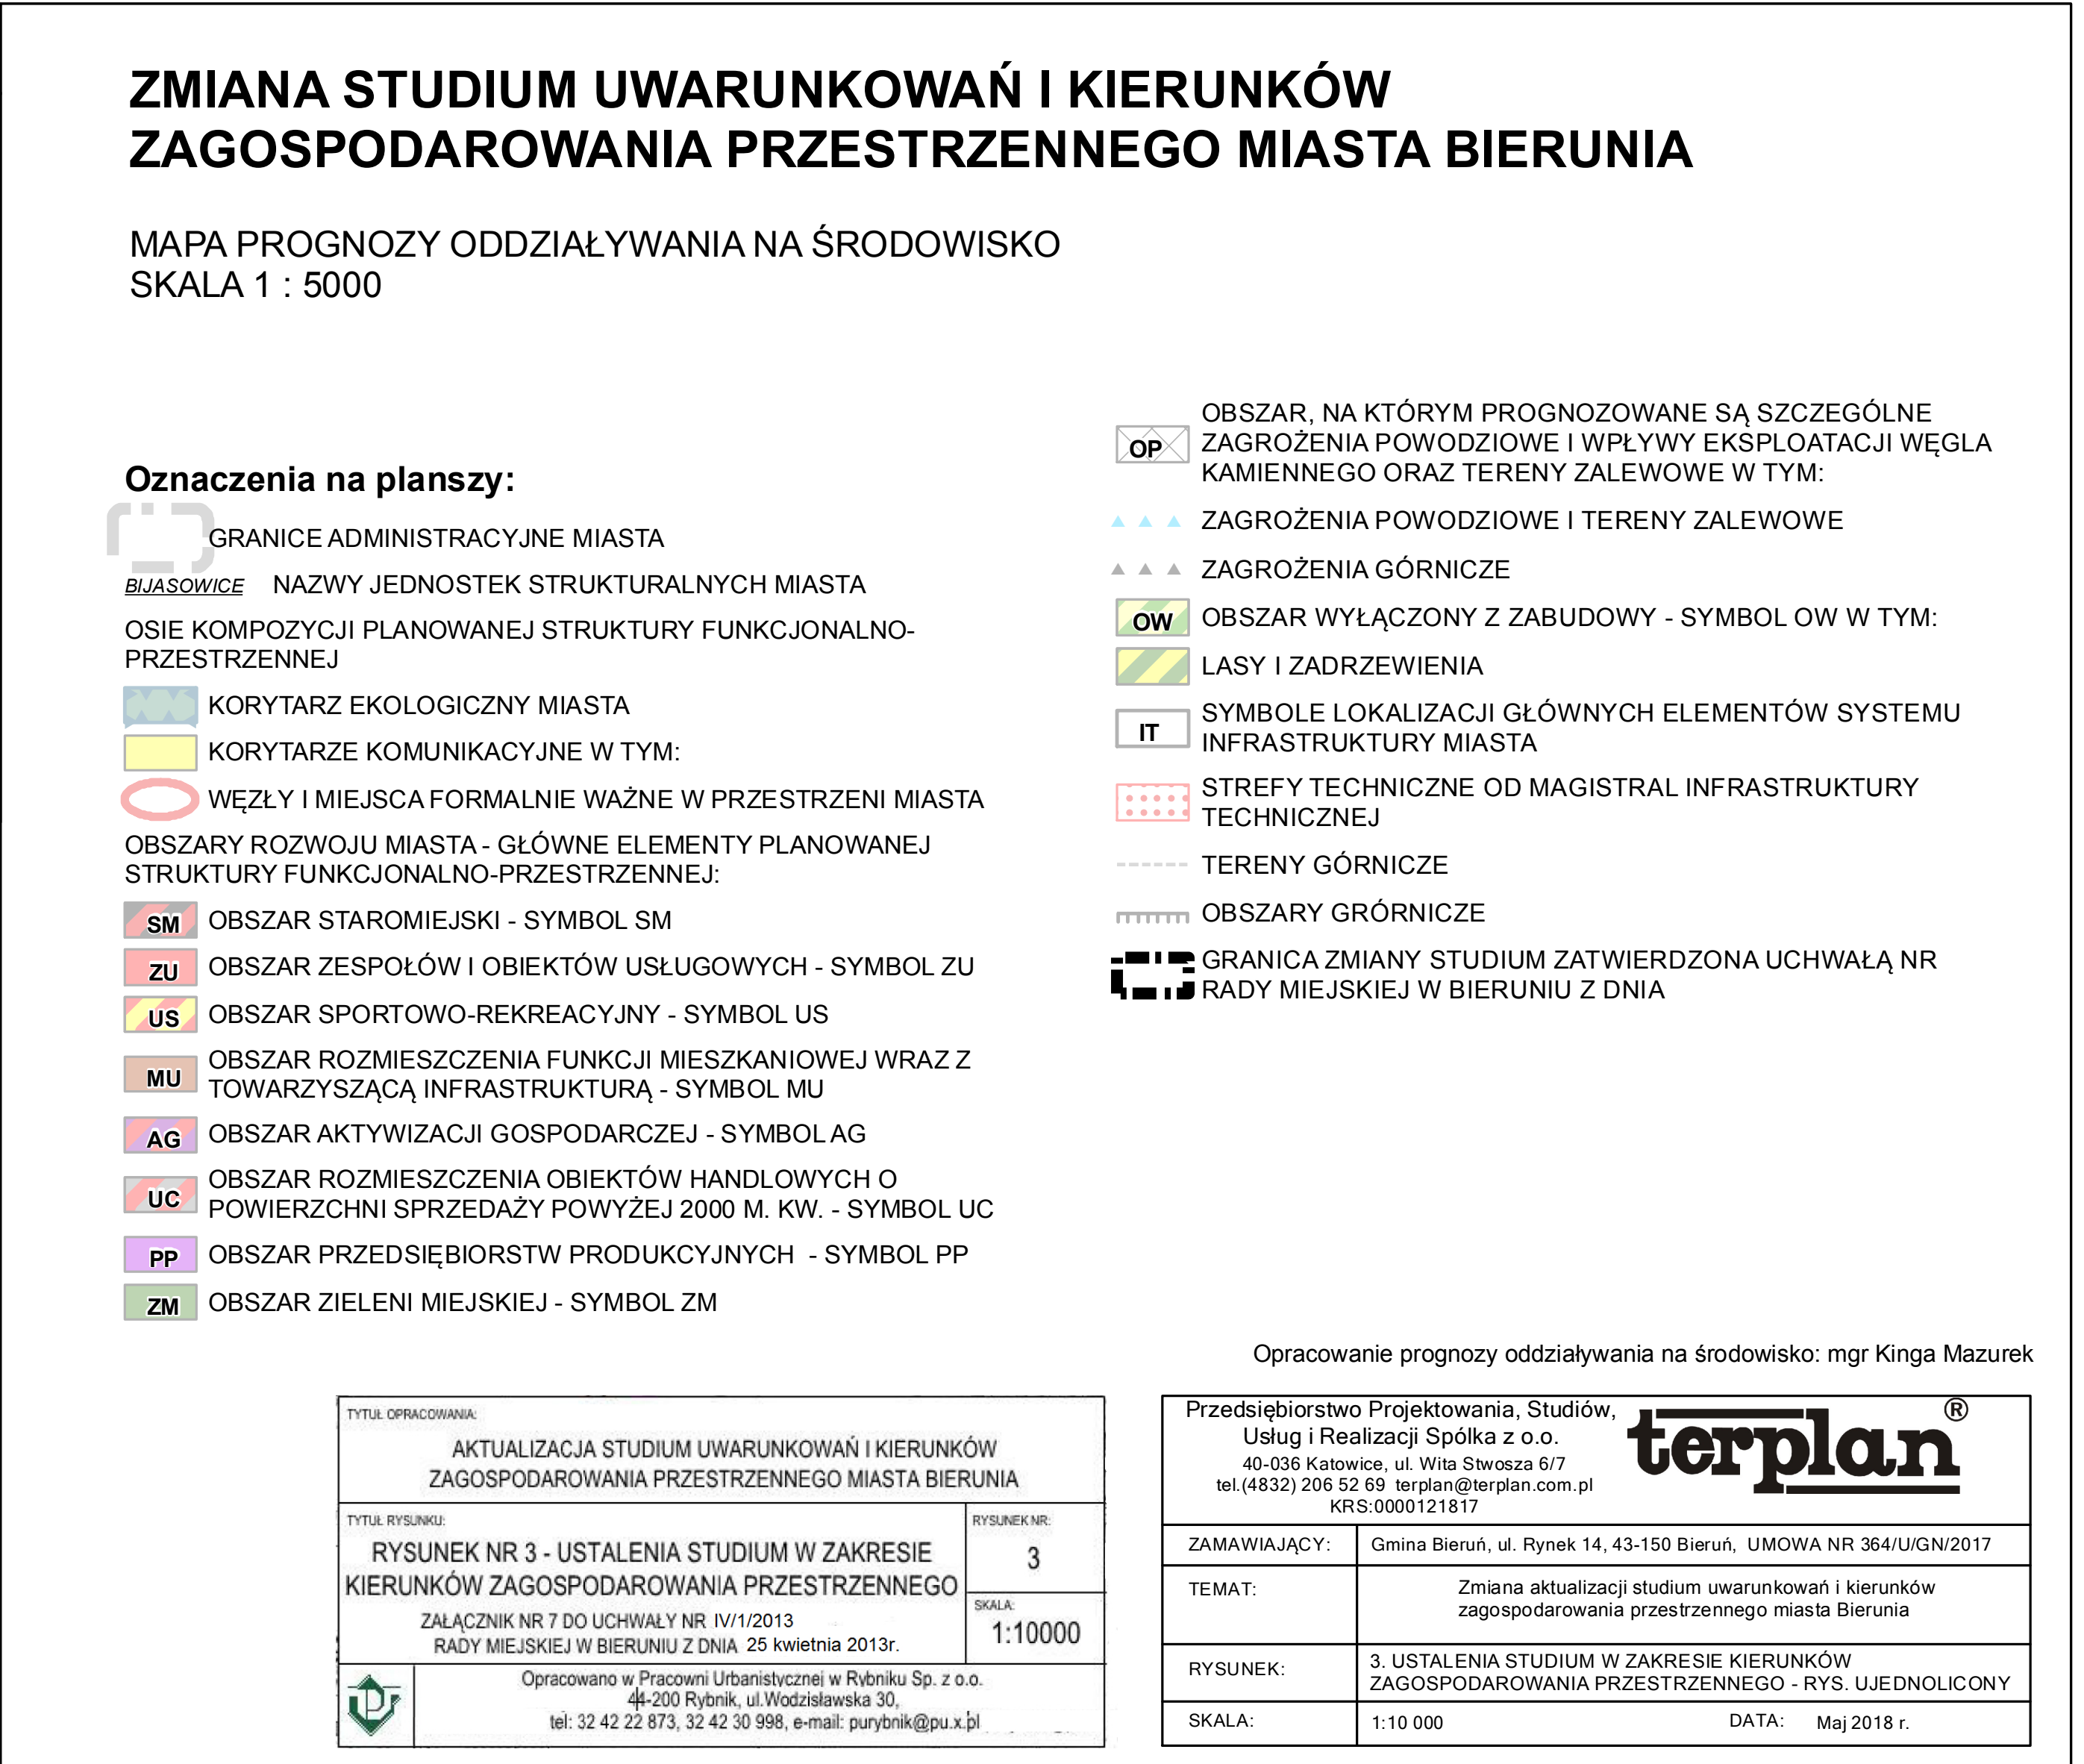 ZMIANA STUDIUM UWARUNKOWAŃ I KIERUNKÓW
ZAGOSPODAROWANIA PRZESTRZENNEGO MIASTA BIERUNIA
MAPA PROGNOZY ODDZIAŁYWANIA NA ŚRODOWISKO
SKALA 1 : 5000
Oznaczenia na planszy:
GRANICE ADMINISTRACYJNE MIASTA
BIJASOWICE NAZWY JEDNOSTEK STRUKTURALNYCH MIASTA
OSIE KOMPOZYCJI PLANOWANEJ STRUKTURY FUNKCJONALNO-
PRZESTRZENNEJ
KORYTARZ EKOLOGICZNY MIASTA
KORYTARZE KOMUNIKACYJNE W TYM:
WĘZŁY I MIEJSCA FORMALNIE WAŻNE W PRZESTRZENI MIASTA
OBSZARY ROZWOJU MIASTA - GŁÓWNE ELEMENTY PLANOWANEJ
STRUKTURY FUNKCJONALNO-PRZESTRZENNEJ:
SM OBSZAR STAROMIEJSKI - SYMBOL SM
ZU OBSZAR ZESPOŁÓW I OBIEKTÓW USŁUGOWYCH - SYMBOL ZU
US OBSZAR SPORTOWO-REKREACYJNY - SYMBOL US
MU OBSZAR ROZMIESZCZENIA FUNKCJI MIESZKANIOWEJ WRAZ Z
TOWARZYSZĄCĄ INFRASTRUKTURĄ - SYMBOL MU
AG OBSZAR AKTYWIZACJI GOSPODARCZEJ - SYMBOL AG
UC OBSZAR ROZMIESZCZENIA OBIEKTÓW HANDLOWYCH O
POWIERZCHNI SPRZEDAŻY POWYŻEJ 2000 M. KW. - SYMBOL UC
PP OBSZAR PRZEDSIĘBIORSTW PRODUKCYJNYCH - SYMBOL PP
ZM OBSZAR ZIELENI MIEJSKIEJ - SYMBOL ZM
OBSZAR, NA KTÓRYM PROGNOZOWANE SĄ SZCZEGÓLNE
OP ZAGROŻENIA POWODZIOWE I WPŁYWY EKSPLOATACJI WĘGLA
KAMIENNEGO ORAZ TERENY ZALEWOWE W TYM:
ZAGROŻENIA POWODZIOWE I TERENY ZALEWOWE
ZAGROŻENIA GÓRNICZE
OW OBSZAR WYŁĄCZONY Z ZABUDOWY - SYMBOL OW W TYM:
LASY I ZADRZEWIENIA
IT SYMBOLE LOKALIZACJI GŁÓWNYCH ELEMENTÓW SYSTEMU
INFRASTRUKTURY MIASTA
STREFY TECHNICZNE OD MAGISTRAL INFRASTRUKTURY
TECHNICZNEJ
TERENY GÓRNICZE
OBSZARY GRÓRNICZE
GRANICA ZMIANY STUDIUM ZATWIERDZONA UCHWAŁĄ NR
RADY MIEJSKIEJ W BIERUNIU Z DNIA
Opracowanie prognozy oddziaływania na środowisko: mgr Kinga Mazurek
TYTUŁ OPRACOWANIA:
AKTUALIZACJA STUDIUM UWARUNKOWAŃ I KIERUNKÓW
ZAGOSPODAROWANIA PRZESTRZENNEGO MIASTA BIERUNIA
TYTUŁ RYSUNKU:
RYSUNEK NR 3 - USTALENIA STUDIUM W ZAKRESIE
KIERUNKÓW ZAGOSPODAROWANIA PRZESTRZENNEGO
ZAŁĄCZNIK NR 7 DO UCHWAŁY NR IV/1/2013
RADY MIEJSKIEJ W BIERUNIU Z DNIA 25 kwietnia 2013r.
RYSUNEK NR:
3
SKALA:
1:10000
Opracowano w Pracowni Urbanistycznej w Rybniku Sp. z o.o.
44-200 Rybnik, ul.Wodzisławska 30,
tel: 32 42 22 873, 32 42 30 998, e-mail: purybnik@pu.x.pl
Przedsiębiorstwo Projektowania, Studiów,
Usług i Realizacji Spólka z o.o.
40-036 Katowice, ul. Wita Stwosza 6/7
tel.(4832) 206 52 69 terplan@terplan.com.pl
KRS:0000121817
terplan®
ZAMAWIAJĄCY: Gmina Bieruń, ul. Rynek 14, 43-150 Bieruń, UMOWA NR 364/U/GN/2017
TEMAT: Zmiana aktualizacji studium uwarunkowań i kierunków
zagospodarowania przestrzennego miasta Bierunia
RYSUNEK: 3. USTALENIA STUDIUM W ZAKRESIE KIERUNKÓW
ZAGOSPODAROWANIA PRZESTRZENNEGO - RYS. UJEDNOLICONY
SKALA: 1:10 000 DATA: Maj 2018 r.